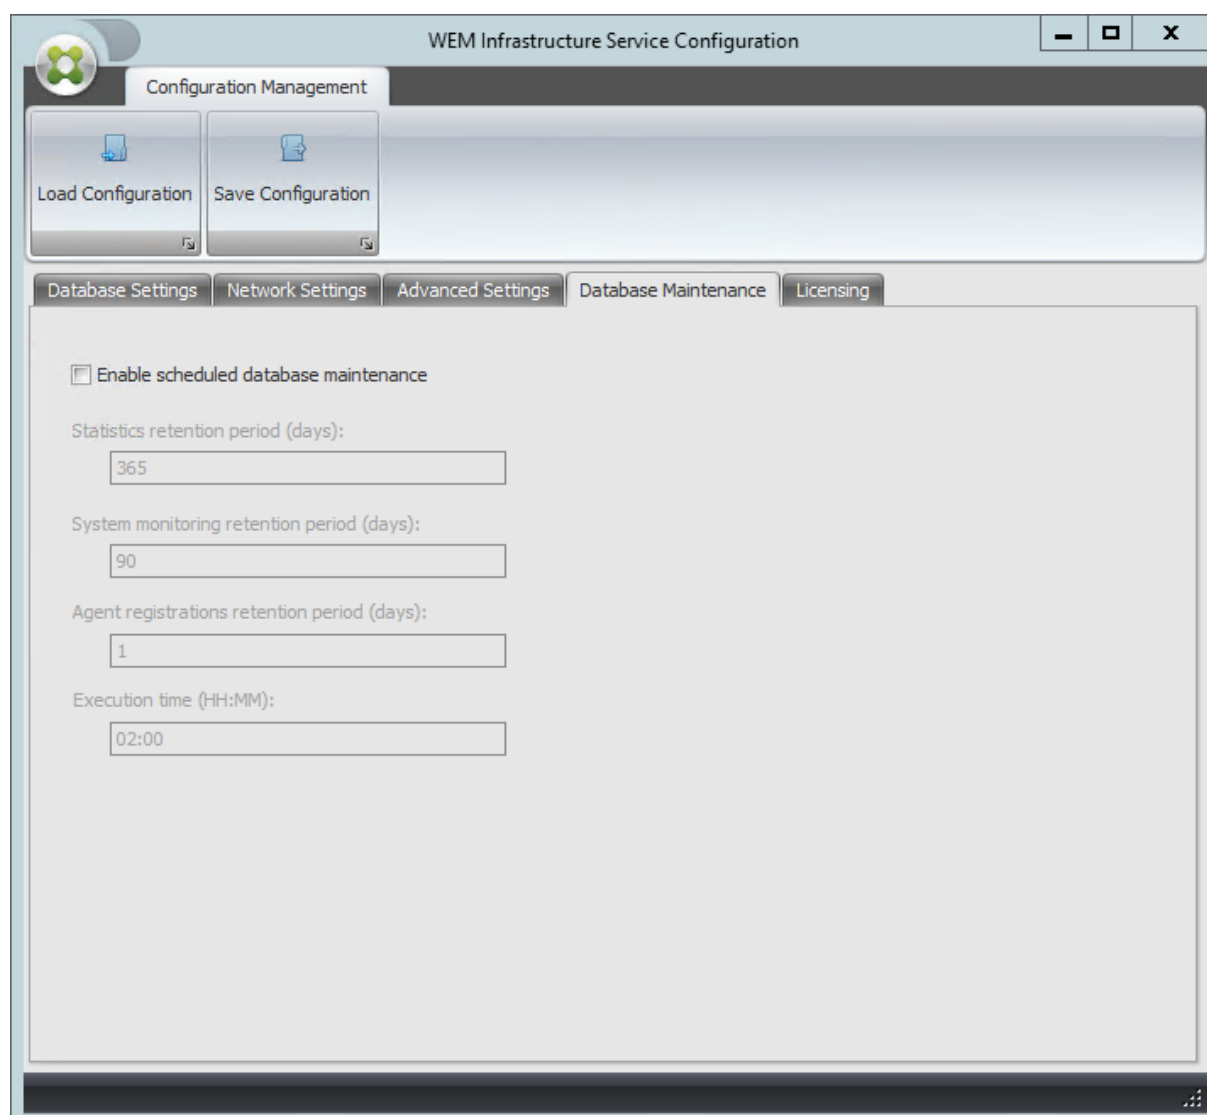 WEM Infrastructure Service Configuration
Configuration Management
Load Configuration
Save Configuration
Database Settings
Network Settings
Advanced Settings
Database Maintenance
Licensing
Enable scheduled database maintenance
Statistics retention period (days):
365
System monitoring retention period (days):
90
Agent registrations retention period (days):
1
Execution time (HH:MM):
02:00